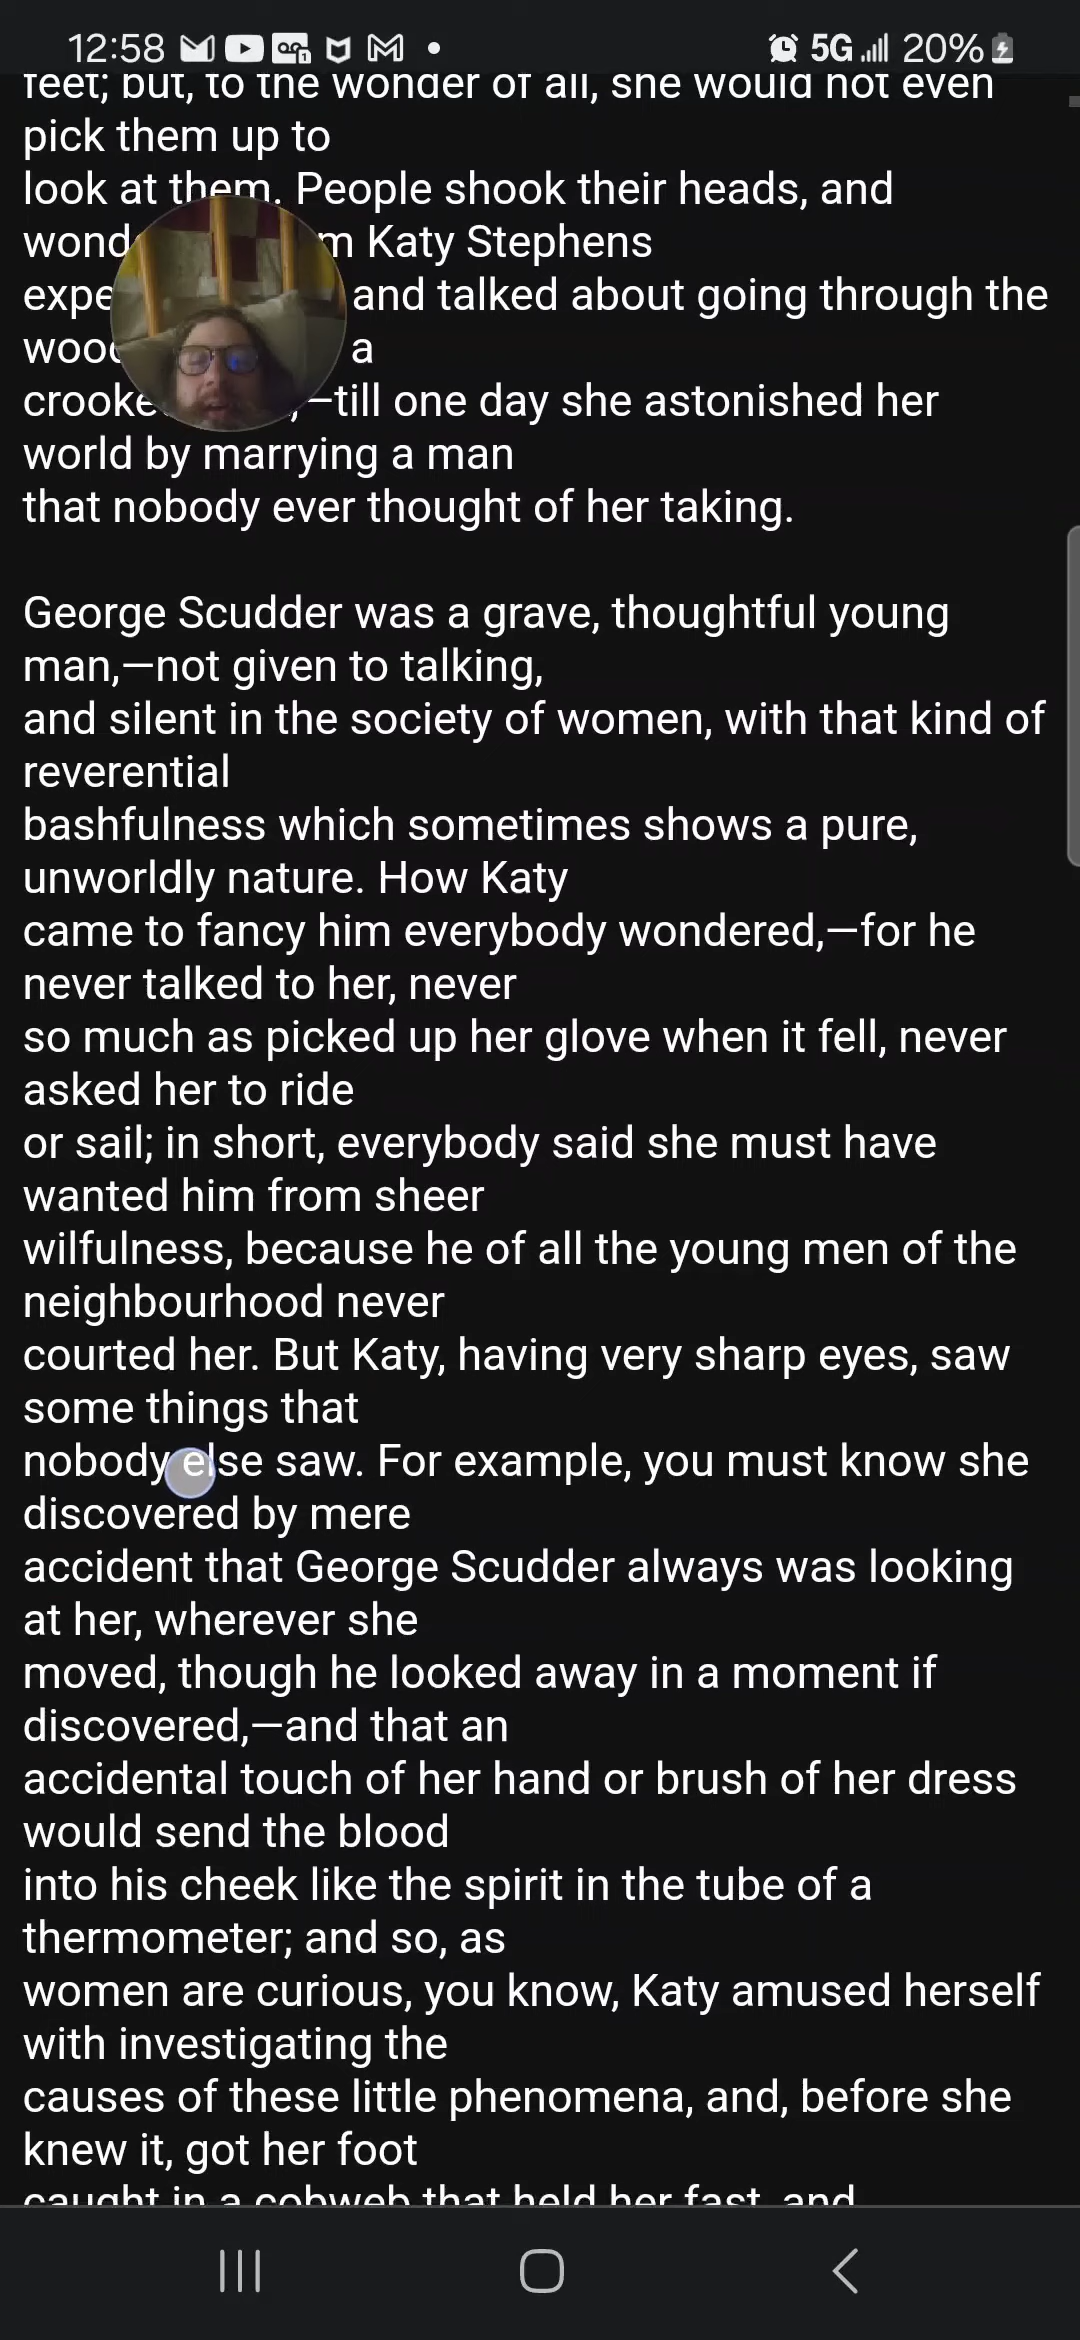 12:58 5G 20%
feet; but, to the wonder of all, she would not even
pick them up to
look at them. People shook their heads, and
Katy Stephens
and talked about going through the
a
—till one day she astonished her
world by marrying a man
that nobody ever thought of her taking.
George Scudder was a grave, thoughtful young
man,—not given to talking,
and silent in the society of women, with that kind of
reverential
bashfulness which sometimes shows a pure,
unworldly nature. How Katy
came to fancy him everybody wondered,—for he
never talked to her, never
so much as picked up her glove when it fell, never
asked her to ride
or sail; in short, everybody said she must have
wanted him from sheer
wilfulness, because he of all the young men of the
neighbourhood never
courted her. But Katy, having very sharp eyes, saw
some things that
nobody else saw. For example, you must know she
discovered by mere
accident that George Scudder always was looking
at her, wherever she
moved, though he looked away in a moment if
discovered,—and that an
accidental touch of her hand or brush of her dress
would send the blood
into his cheek like the spirit in the tube of a
thermometer; and so, as
women are curious, you know, Katy amused herself
with investigating the
causes of these little phenomena, and, before she
knew it, got her foot
caught in a cobweb that held her fast, and